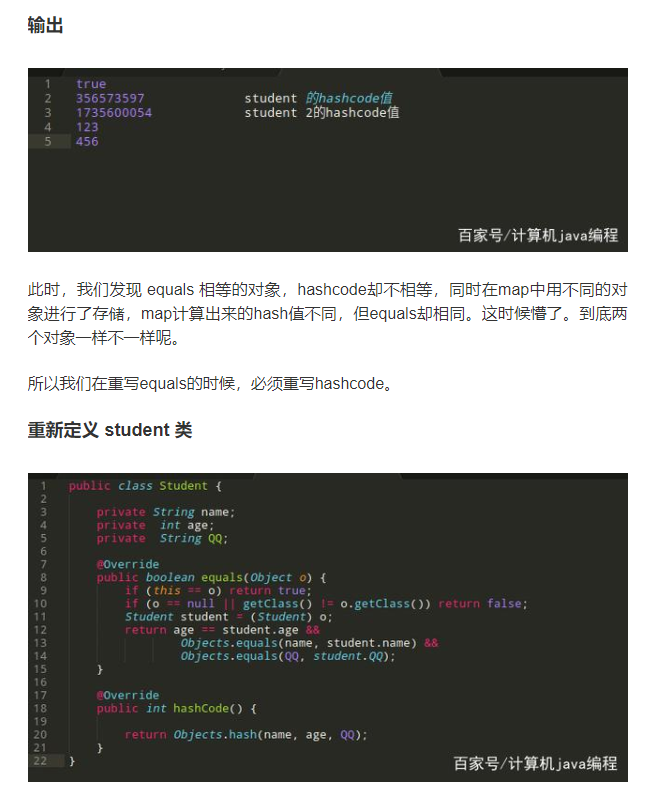 输出
1 true
2 356573597 student 的hashcode值
3 1735600054 student 2的hashcode值
4 123
5 456
百家号/计算机java编程
此时，我们发现 equals 相等的对象，hashcode却不相等，同时在map中用不同的对
象进行了存储，map计算出来的hash值不同，但equals却相同。这时候懵了。到底两
个对象一样不一样呢。
所以我们在重写equals的时候，必须重写hashcode。
重新定义 student 类
1 public class Student {
2
3 private String name;
4 private int age;
5 private String QQ;
6
7 @Override
8 public boolean equals(Object o) {
9 if (this == o) return true;
10 if (o == null || getClass() != o.getClass()) return false;
11 Student student = (Student) o;
12 return age == student.age &&
13 Objects.equals(name, student.name) &&
14 Objects.equals(QQ, student.QQ);
15 }
16
17 @Override
18 public int hashCode() {
19
20 return Objects.hash(name, age, QQ);
21 }
22 }
百家号/计算机java编程